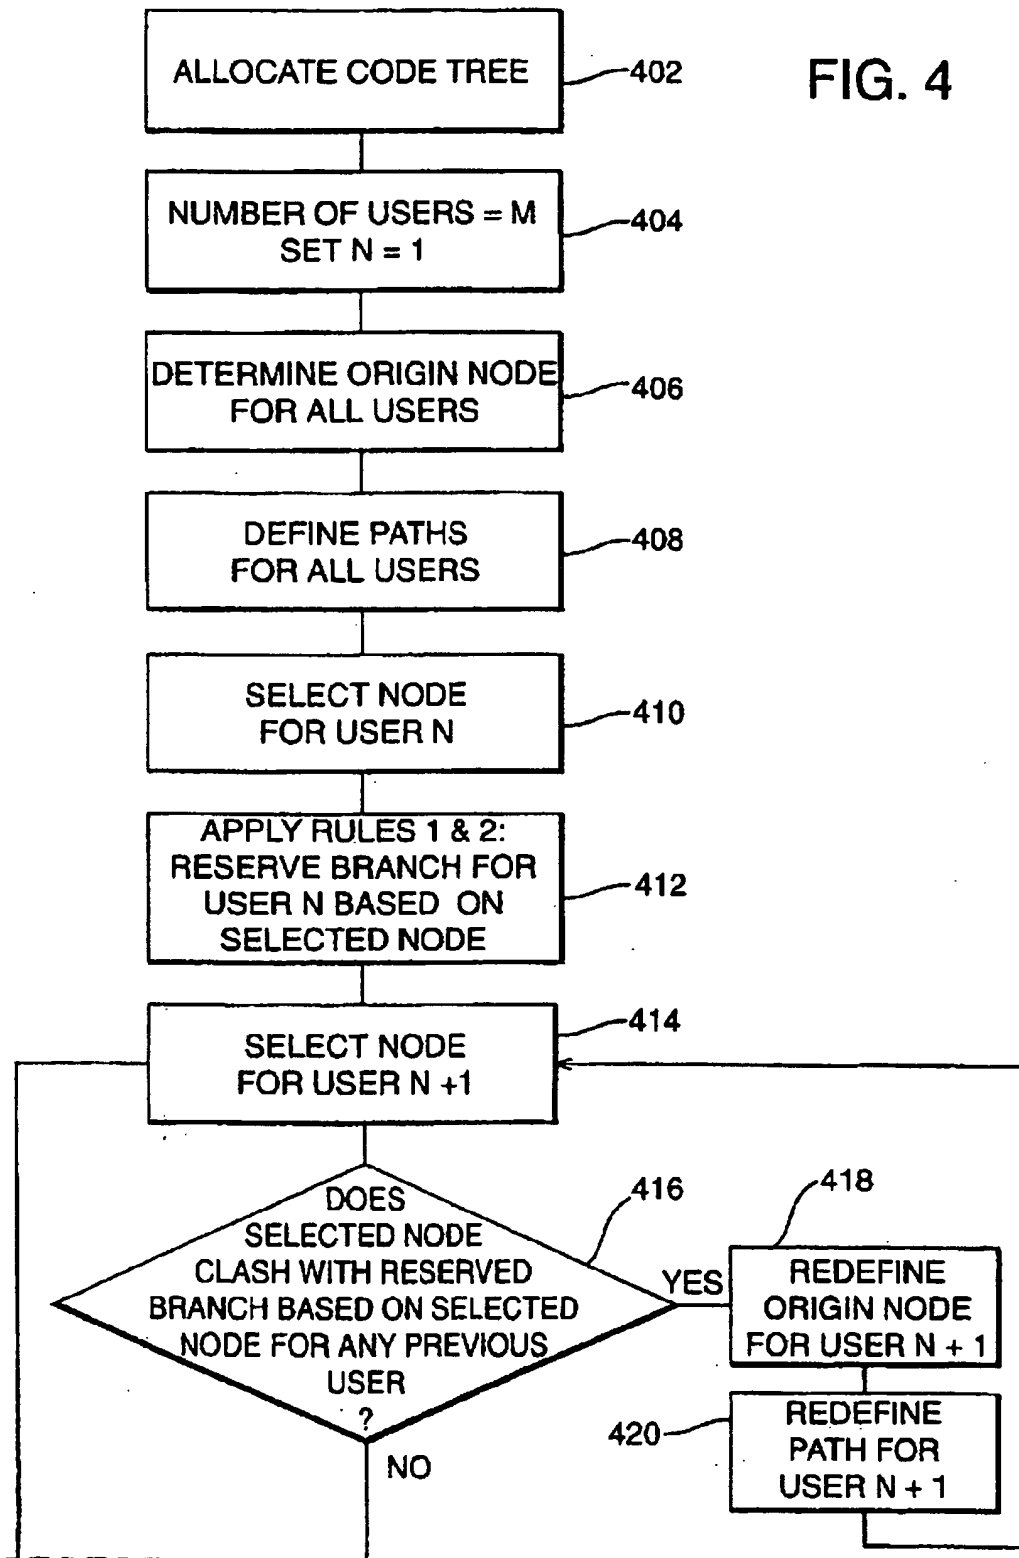 FIG. 4
ALLOCATE CODE TREE
402
NUMBER OF USERS = M
SET N = 1
404
DETERMINE ORIGIN NODE
FOR ALL USERS
406
DEFINE PATHS
FOR ALL USERS
408
SELECT NODE
FOR USER N
410
APPLY RULES 1 & 2:
RESERVE BRANCH FOR
USER N BASED ON
SELECTED NODE
412
SELECT NODE
FOR USER N +1
414
DOES
SELECTED NODE
CLASH WITH RESERVED
BRANCH BASED ON SELECTED
NODE FOR ANY PREVIOUS
USER
?
416
YES
NO
418
REDEFINE
ORIGIN NODE
FOR USER N + 1
420
REDEFINE
PATH FOR
USER N + 1